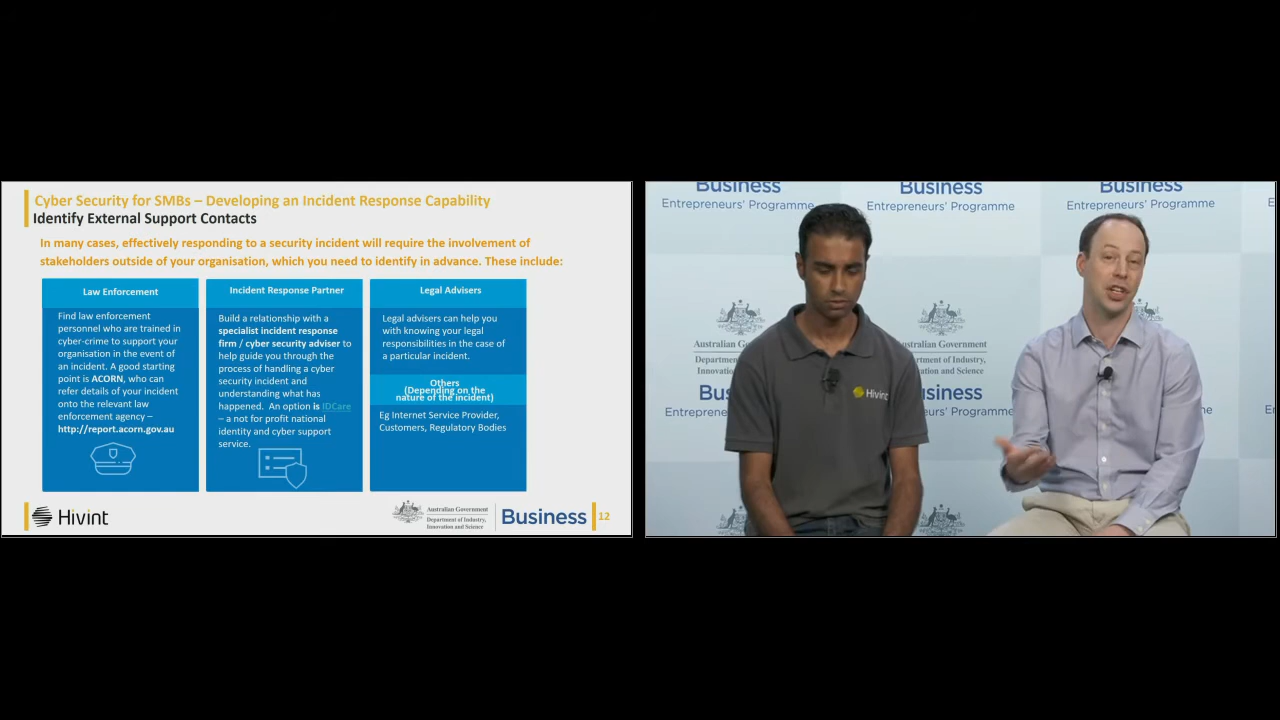 Cyber Security for SMBs – Developing an Incident Response Capability
Identify External Support Contacts
In many cases, effectively responding to a security incident will require the involvement of
stakeholders outside of your organisation, which you need to identify in advance. These include:
Law Enforcement
Find law enforcement
personnel who are trained in
cyber-crime to support your
organisation in the event of
an incident. A good starting
point is ACORN, who can
refer details of your incident
onto the relevant law
enforcement agency –
http://report.acorn.gov.au
Incident Response Partner
Build a relationship with a
specialist incident response
firm / cyber security adviser to
help guide you through the
process of handling a cyber
security incident and
understanding what has
happened. An option is IDCare
– a not for profit national
identity and cyber support
service.
Legal Advisers
Legal advisers can help you
with knowing your legal
responsibilities in the case of
a particular incident.
Others
(Depending on the
nature of the incident)
Eg Internet Service Provider,
Customers, Regulatory Bodies
Hivint
Australian Government
Department of Industry,
Innovation and Science
Business
12
Business
Entrepreneurs' Programme
Business
Entrepreneurs' Programme
Business
Entrepreneurs' Programme
Australian Government
Department of Industry,
Innovation and Science
Hivint